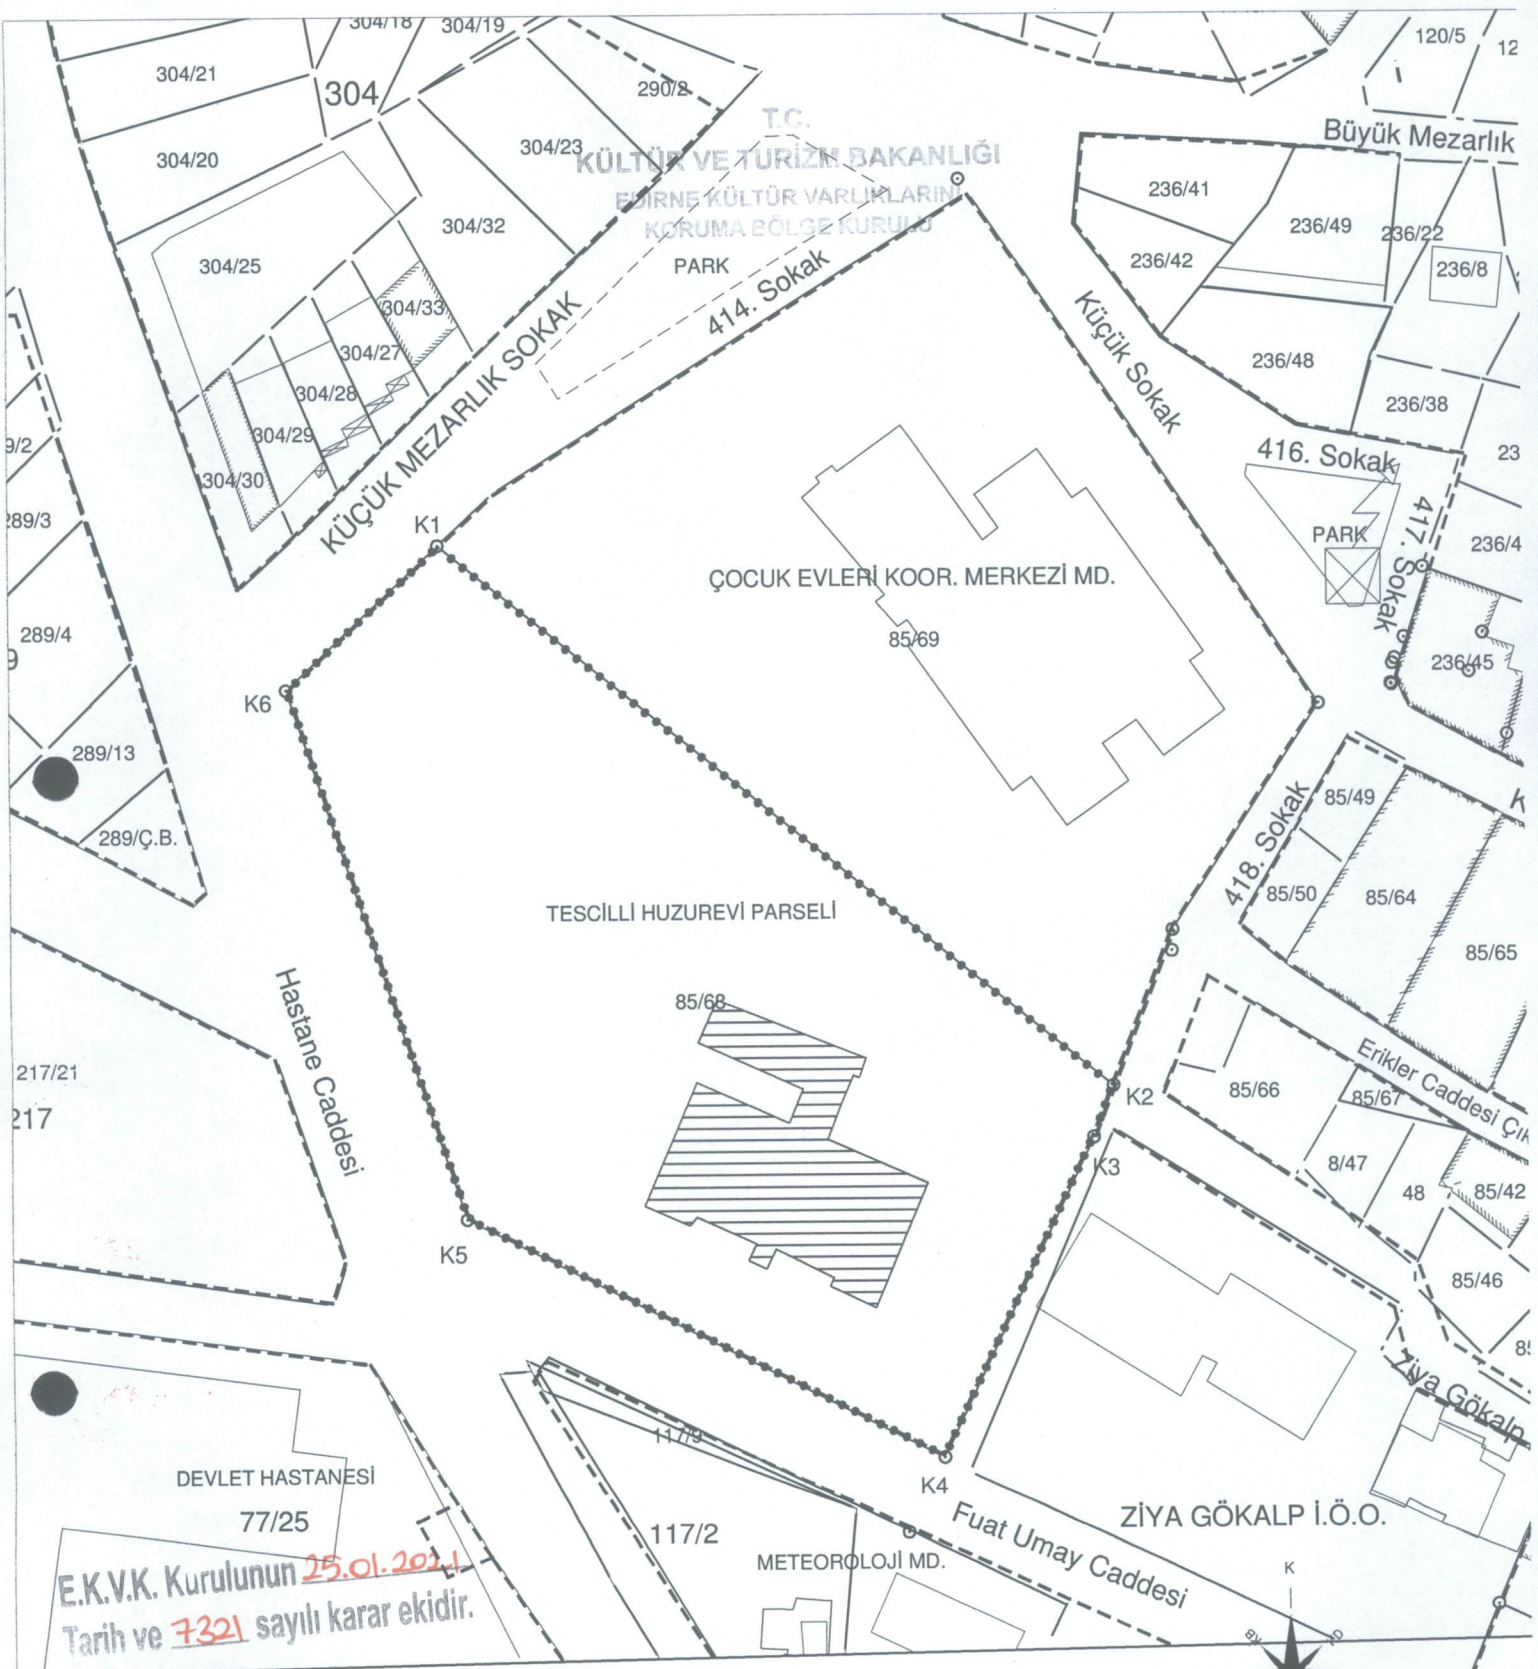 304/18
304/19
120/5
12
304/21
304
290/2
T.C.
KÜLTÜR VE TURİZM BAKANLIĞI
EDİRNE KÜLTÜR VARLIKLARINI
KORUMA BÖLGE KURULU
Büyük Mezarlık
304/20
304/23
236/41
304/32
236/49
236/22
304/25
PARK
236/42
236/8
414. Sokak
304/33
Küçük Sokak
304/27
236/48
304/28
KÜÇÜK MEZARLIK SOKAK
236/38
304/29
9/2
416. Sokak
23
304/30
289/3
K1
417. Sokak
PARK
236/4
ÇOCUK EVLERİ KOOR. MERKEZİ MD.
289/4
85/69
9
236/45
K6
289/13
85/49
K
289/Ç.B.
418. Sokak
85/50
85/64
TESCİLLİ HUZUREVİ PARSELİ
85/65
85/68
Hastane Caddesi
217/21
Erikler Caddesi Çık
217
85/66
85/67
K2
K3
8/47
48
85/42
K5
85/46
85
Ziya Gökalp
117/9
DEVLET HASTANESİ
K4
77/25
117/2
Fuat Umay Caddesi
ZİYA GÖKALP İ.Ö.O.
METEOROLOJİ MD.
K
KB
KD
E.K.V.K. Kurulunun 25.01.2021
Tarih ve 7321 sayılı karar ekidir.